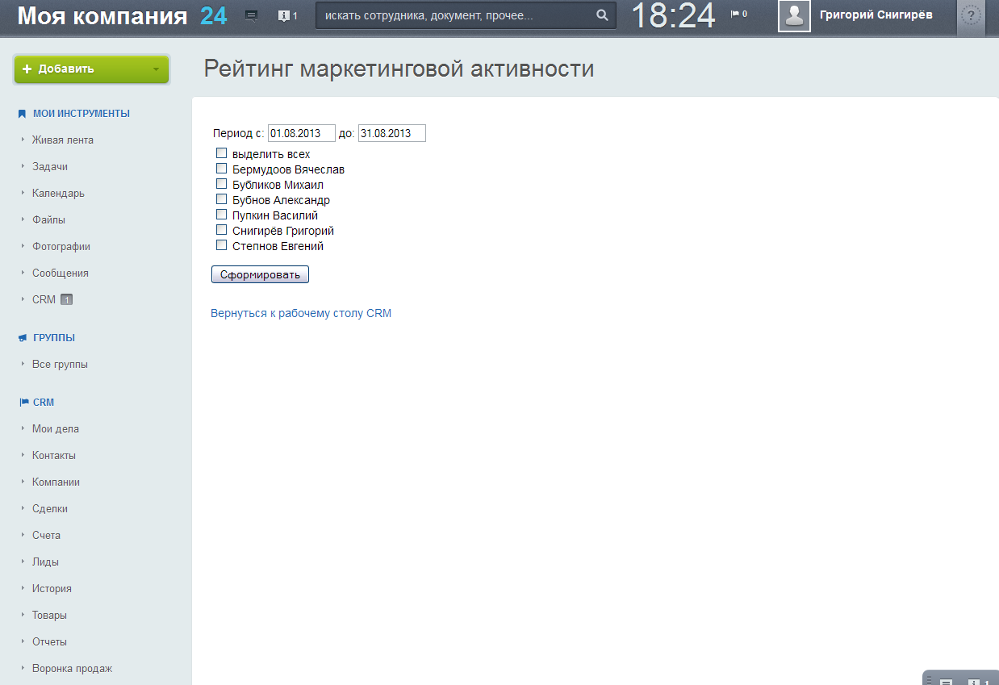 Моя компания 24
1
искать сотрудника, документ, прочее...
18:24
0
Григорий Снигирёв
?
Добавить
Рейтинг маркетинговой активности
МОИ ИНСТРУМЕНТЫ
Живая лента
Задачи
Календарь
Файлы
Фотографии
Сообщения
CRM 1
ГРУППЫ
Все группы
CRM
Мои дела
Контакты
Компании
Сделки
Счета
Лиды
История
Товары
Отчеты
Воронка продаж
Период с: 01.08.2013 до: 31.08.2013
выделить всех
Бермудоов Вячеслав
Бубликов Михаил
Бубнов Александр
Пупкин Василий
Снигирёв Григорий
Степнов Евгений
Сформировать
Вернуться к рабочему столу CRM
1